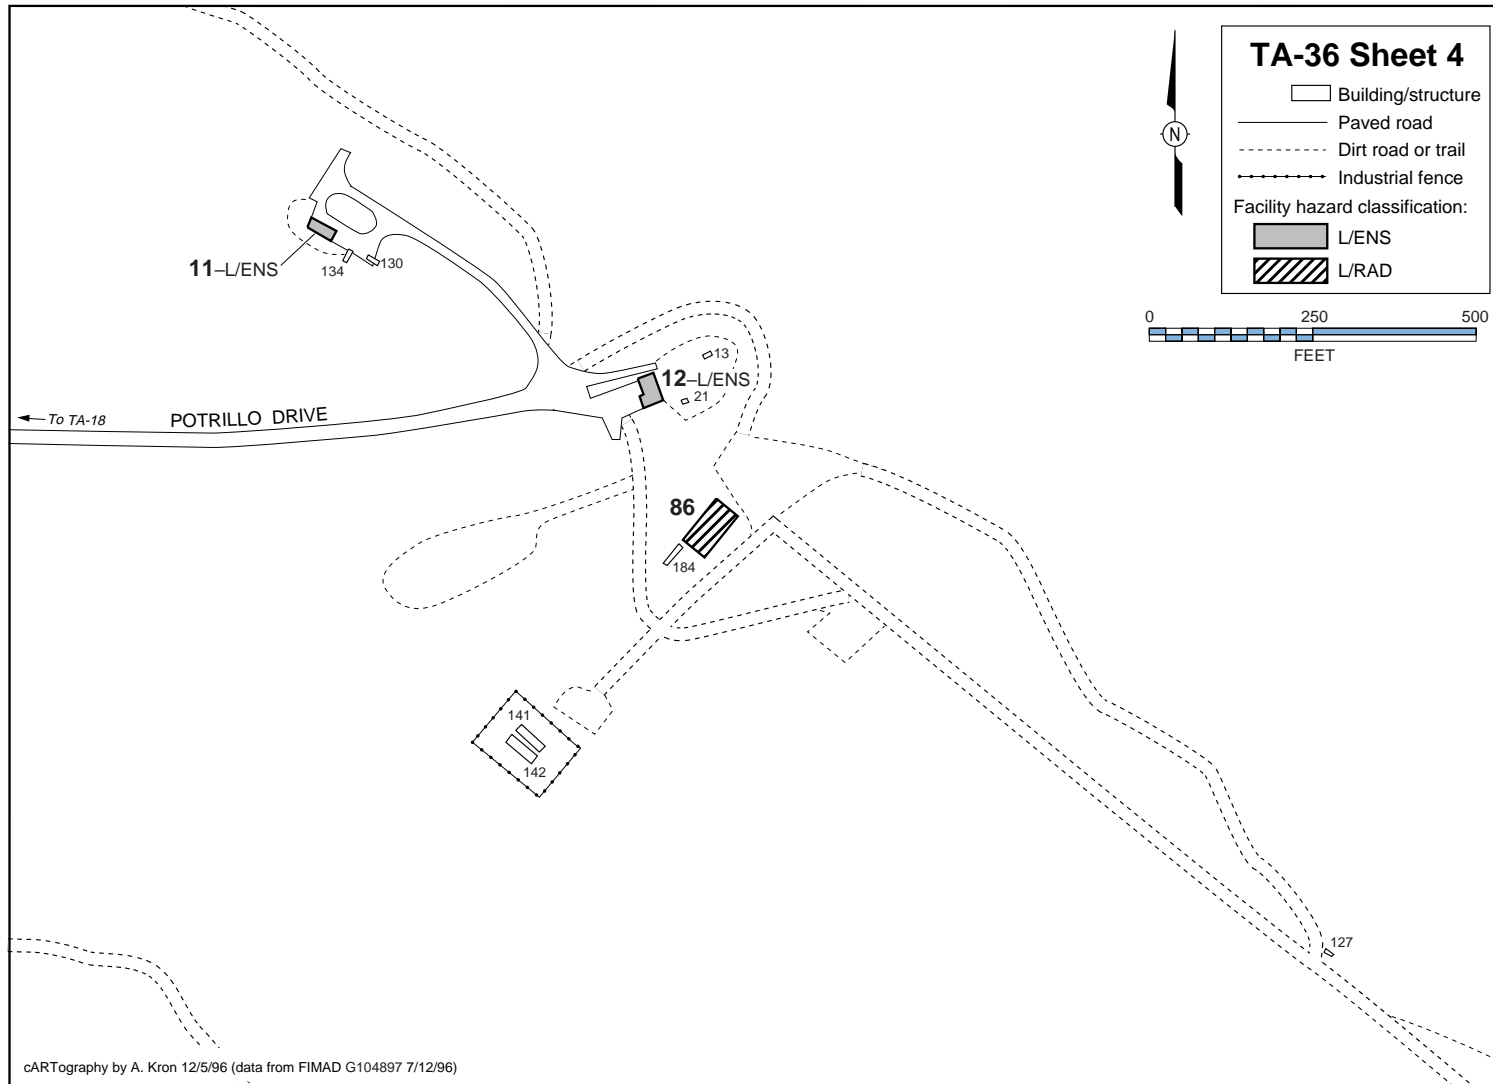 TA-36 Sheet 4
Building/structure
Paved road
Dirt road or trail
Industrial fence
Facility hazard classification:
L/ENS
L/RAD
N
0 250 500
FEET
11–L/ENS
134
130
13
12–L/ENS
21
To TA-18
POTRILLO DRIVE
86
184
141
142
127
cARTography by A. Kron 12/5/96 (data from FIMAD G104897 7/12/96)